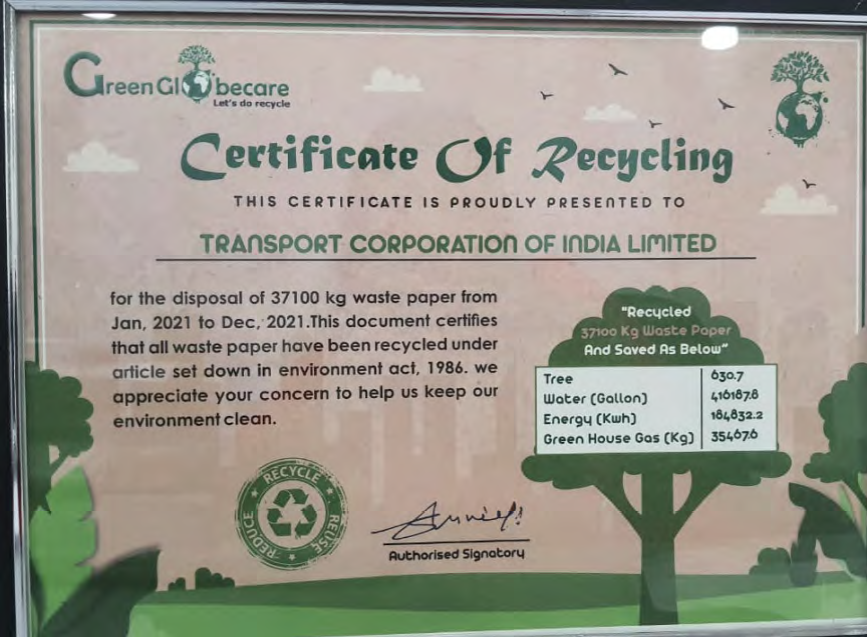 GreenGlobecare
Let's do recycle
Certificate Of Recycling
THIS CERTIFICATE IS PROUDLY PRESENTED TO
TRANSPORT CORPORATION OF INDIA LIMITED
for the disposal of 37100 kg waste paper from
Jan, 2021 to Dec, 2021.This document certifies
that all waste paper have been recycled under
article set down in environment act, 1986. we
appreciate your concern to help us keep our
environment clean.
"Recycled
37100 Kg Waste Paper
And Saved As Below"
Tree 630.7
Water (Gallon) 416187.8
Energy (Kwh) 184832.2
Green House Gas (Kg) 35467.6
RECYCLE
REDUCE
REUSE
Authorised Signatory